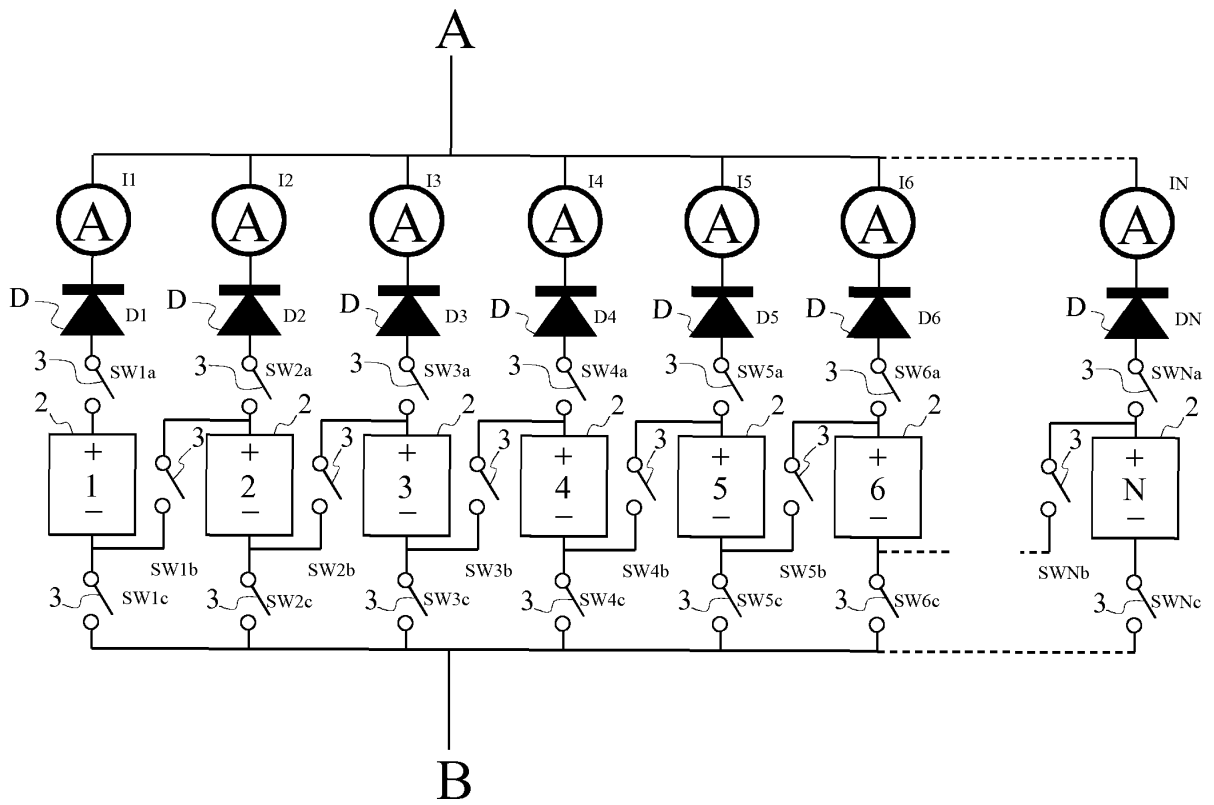 A
I1 I2 I3 I4 I5 I6 IN
A A A A A A A
D D1 D D2 D D3 D D4 D D5 D D6 D DN
3 SW1a 3 SW2a 3 SW3a 3 SW4a 3 SW5a 3 SW6a 3 SWNa
2 2 2 2 2 2 2
3 3 3 3 3 3
+ + + + + + +
1 2 3 4 5 6 N
− − − − − − −
SW1b SW2b SW3b SW4b SW5b SWNb
3 SW1c 3 SW2c 3 SW3c 3 SW4c 3 SW5c 3 SW6c 3 SWNc
B